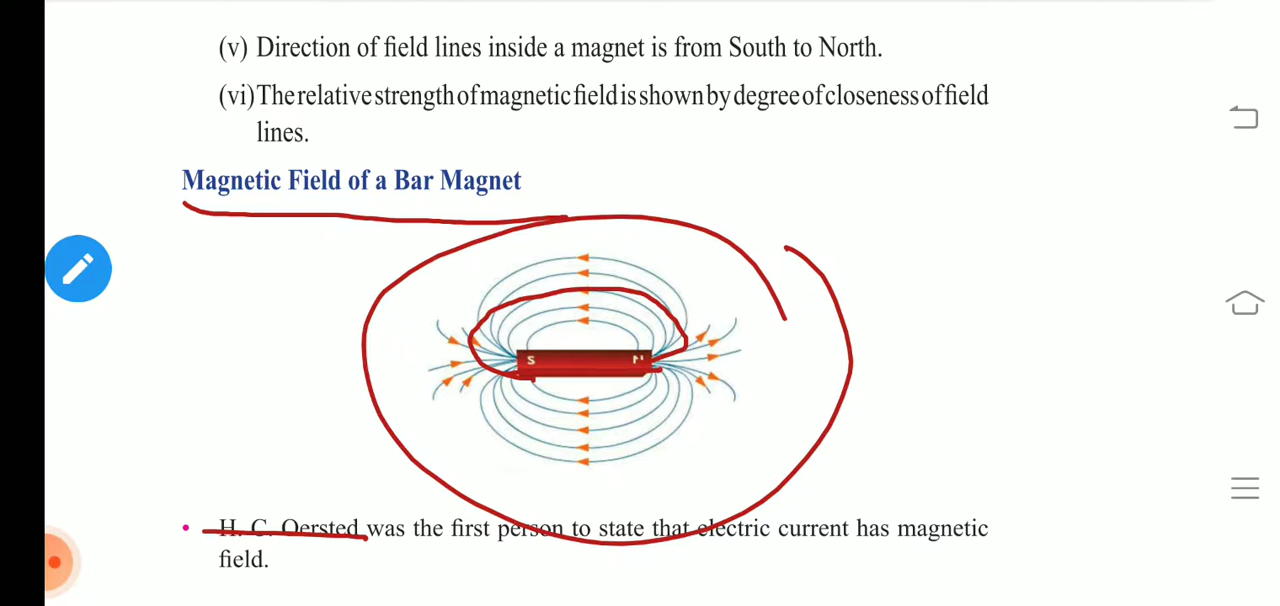 (v) Direction of field lines inside a magnet is from South to North.
(vi) The relative strength of magnetic field is shown by degree of closeness of field
lines.
Magnetic Field of a Bar Magnet
S N
• H. C. Oersted was the first person to state that electric current has magnetic
field.